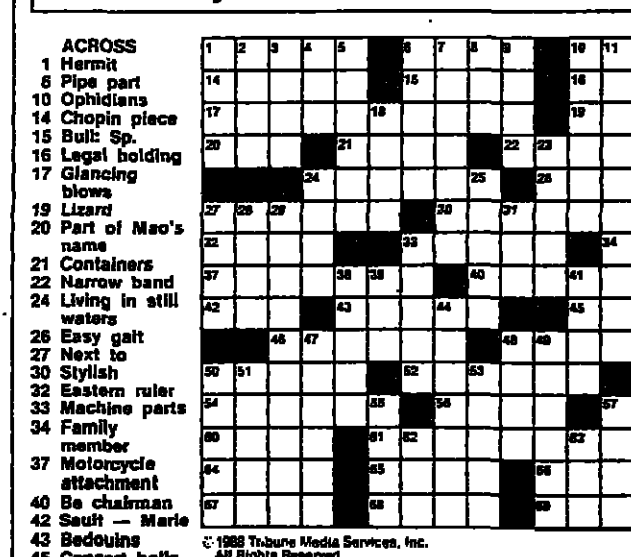 ACROSS
1 Hermit
6 Pipe part
10 Ophidians
14 Chopin piece
15 Bull: Sp.
16 Legal holding
17 Glancing
blows
19 Lizard
20 Part of Mao's
name
21 Containers
22 Narrow band
24 Living in still
waters
26 Easy gait
27 Next to
30 Stylish
32 Eastern ruler
33 Machine parts
34 Family
member
37 Motorcycle
attachment
40 Be chairman
42 Sault — Marie
43 Bedouins
45 Concert halls
1 2 3 4 5 6 7 8 9 10 11
14 15 16
17 18 19
20 21 22 23
24 25 26
27 28 29 30 31
32 33 34
37 38 39 40 41
42 43 44 45
46 47 48 49
50 51 52 53
54 55 56 57
60 61 62 63
64 65 66
67 68 69
© 1988 Tribune Media Services, Inc.
All Rights Reserved